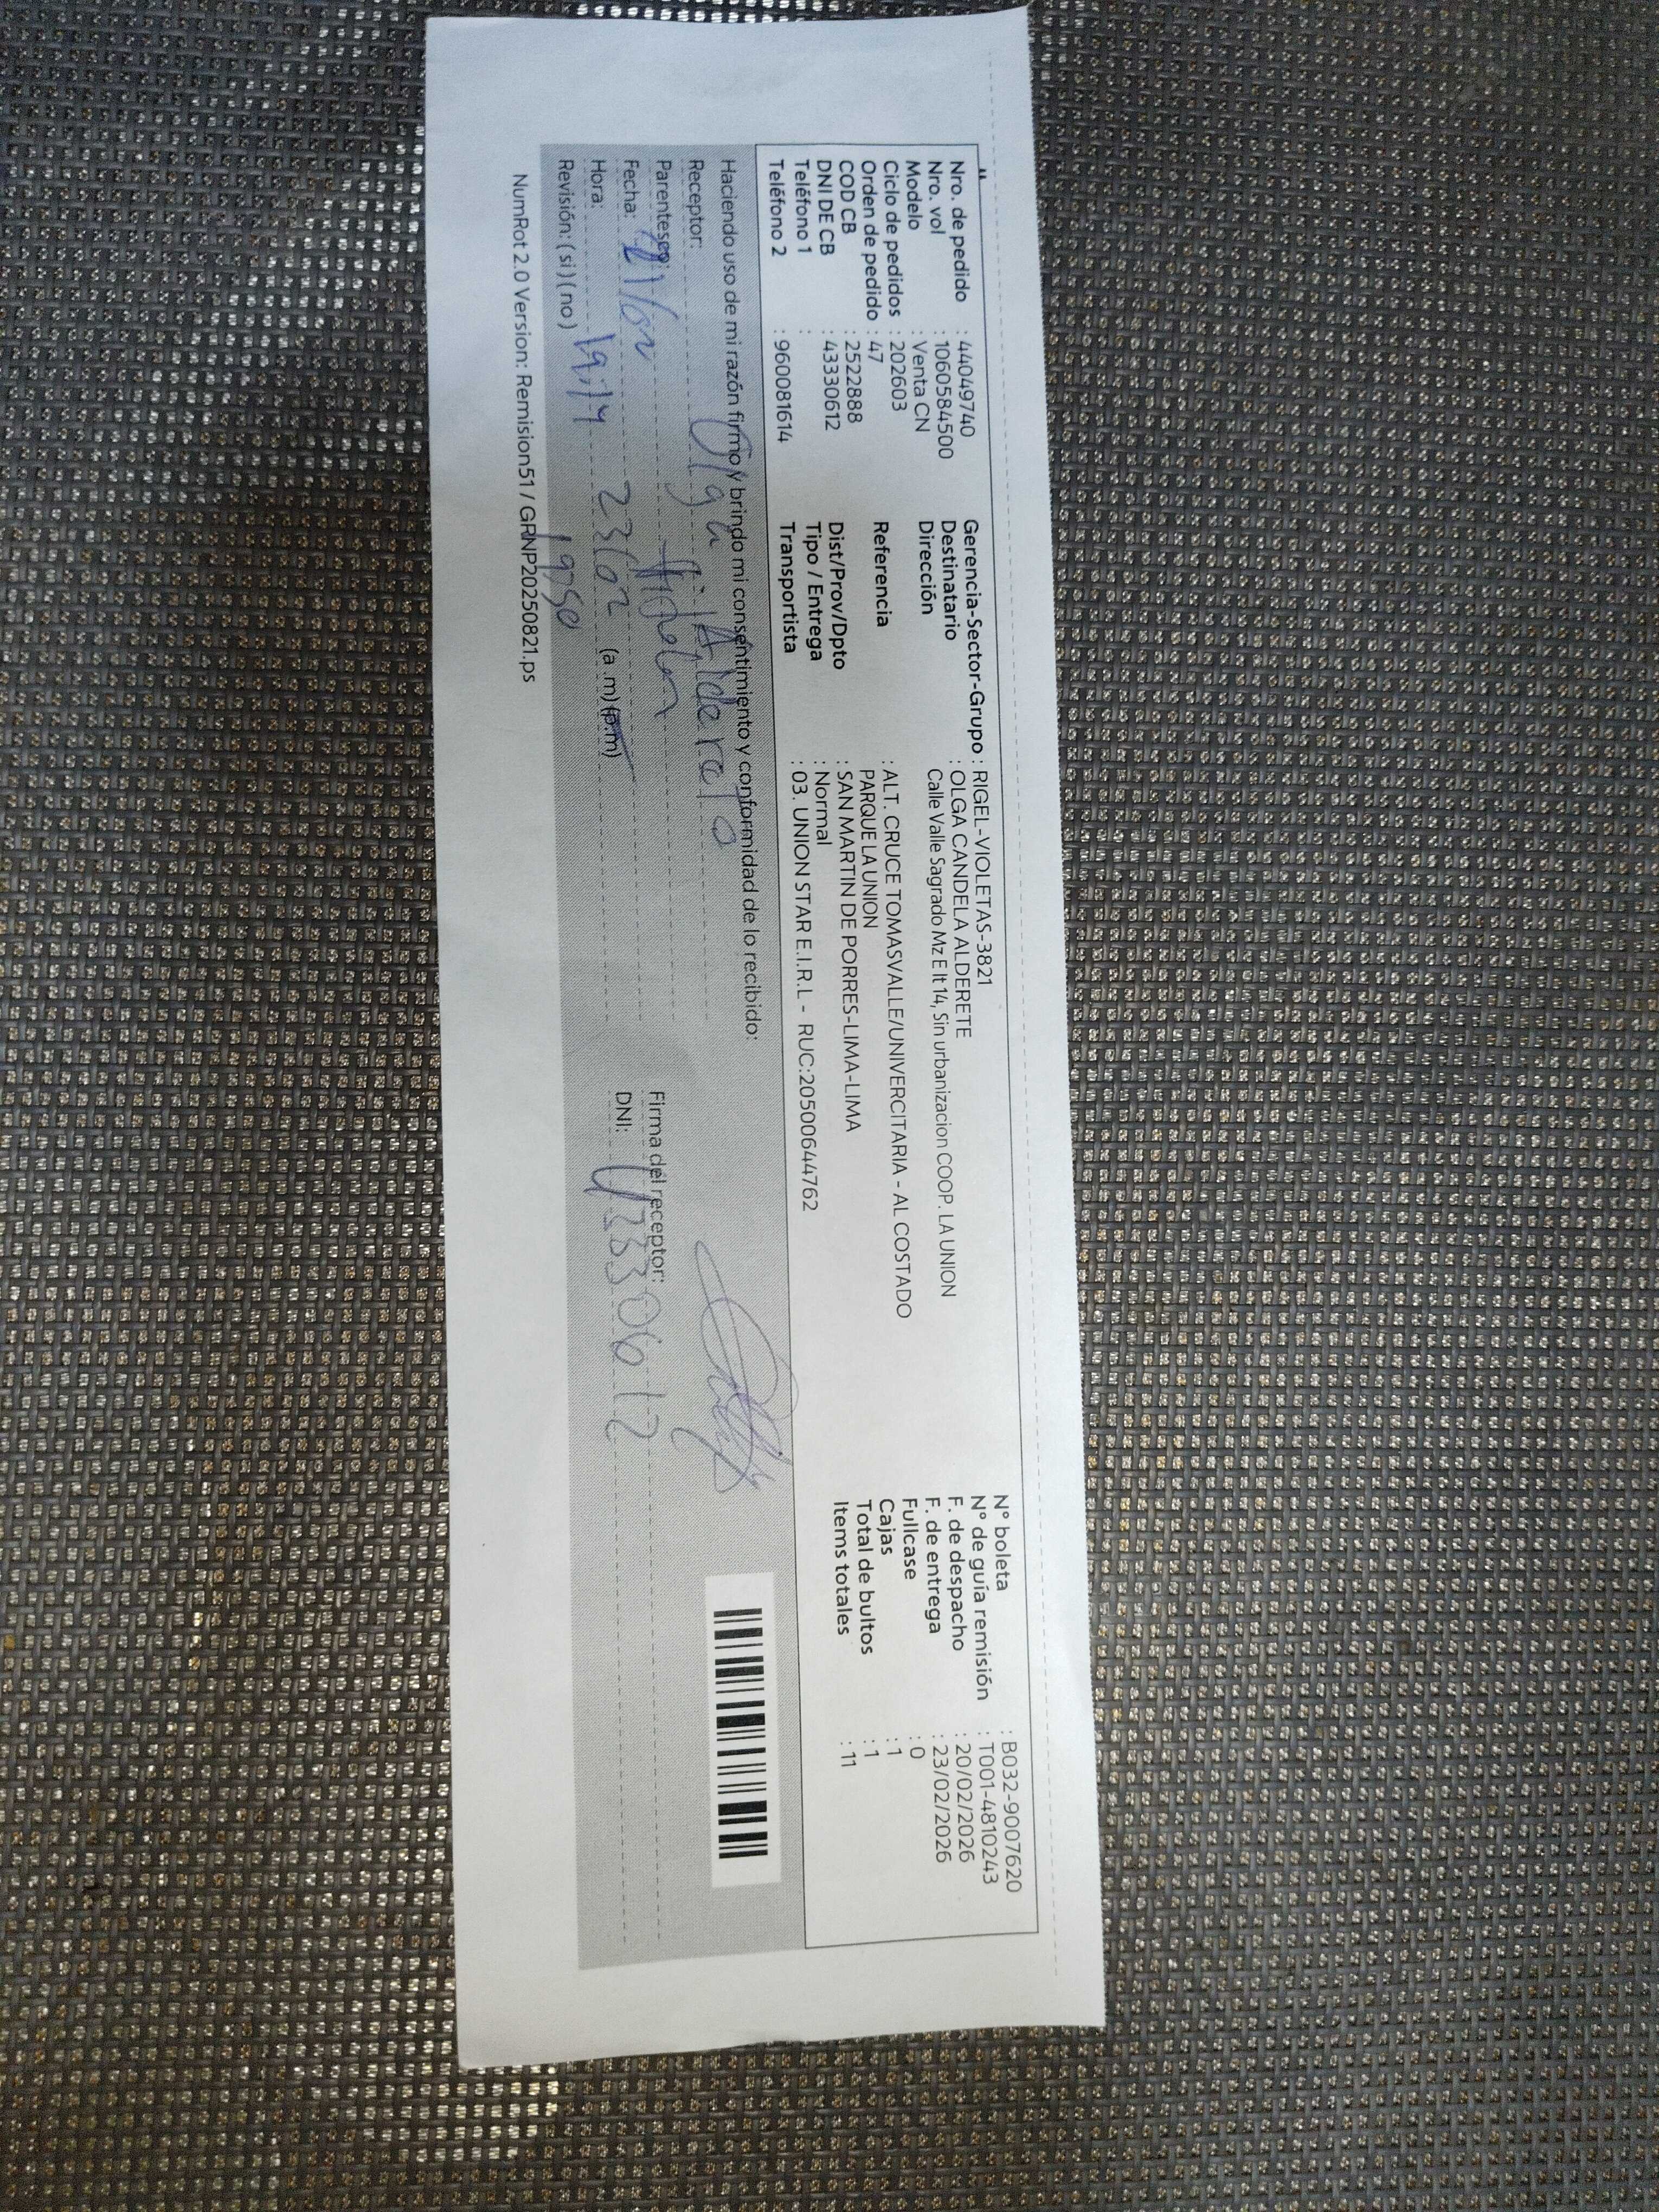 Nro. de pedido : 44049740
Nro. vol : 1060584500
Modelo : Venta CN
Ciclo de pedidos : 202603
Orden de pedido : 47
COD CB : 2522888
DNI DE CB : 43330612
Teléfono 1 :
Teléfono 2 : 960081614
Gerencia-Sector-Grupo : RIGEL-VIOLETAS-3821
Destinatario : OLGA CANDELA ALDERETE
Dirección Calle Valle Sagrado Mz E lt 14, Sin urbanizacion COOP. LA UNION
Referencia : ALT. CRUCE TOMASVALLE/UNIVERCITARIA - AL COSTADO
PARQUE LA UNION
Dist/Prov/Dpto : SAN MARTIN DE PORRES-LIMA-LIMA
Tipo / Entrega : Normal
Transportista : 03. UNION STAR E.I.R.L - RUC:20500644762
N° boleta : B032-9007620
N° de guía remisión : T001-4810243
F. de despacho : 20/02/2026
F. de entrega : 23/02/2026
Fullcase : 0
Cajas : 1
Total de bultos : 1
Items totales : 11
Haciendo uso de mi razón firmo y brindo mi consentimiento y conformidad de lo recibido:
Receptor: Olga
Parentesco:
Fecha: 23/02
Hora: 19:14 (a .m) (p.m)
Revisión: ( si ) ( no )
Firma del receptor:
DNI: 43330612
NumRot 2.0 Version: Remision51 / GRNP20250821.ps